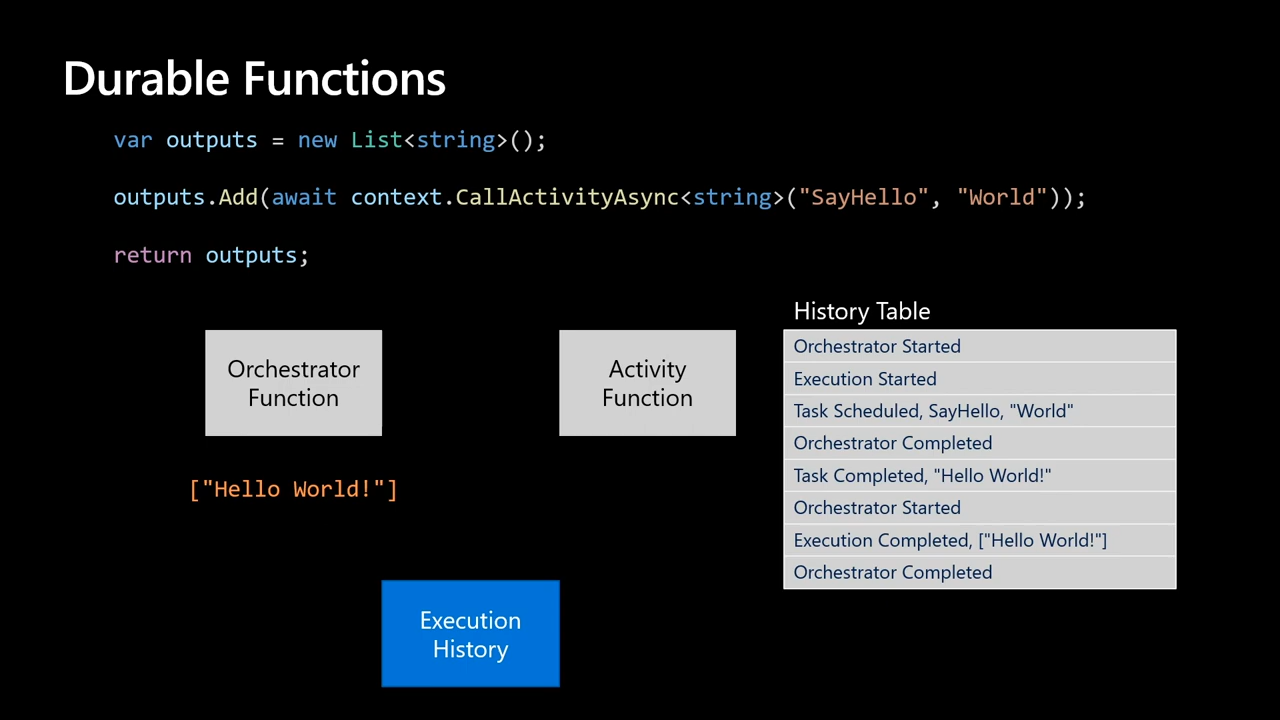 Durable Functions
var outputs = new List<string>();
outputs.Add(await context.CallActivityAsync<string>("SayHello", "World"));
return outputs;
Orchestrator
Function
["Hello World!"]
Activity
Function
Execution
History
History Table
Orchestrator Started
Execution Started
Task Scheduled, SayHello, "World"
Orchestrator Completed
Task Completed, "Hello World!"
Orchestrator Started
Execution Completed, ["Hello World!"]
Orchestrator Completed